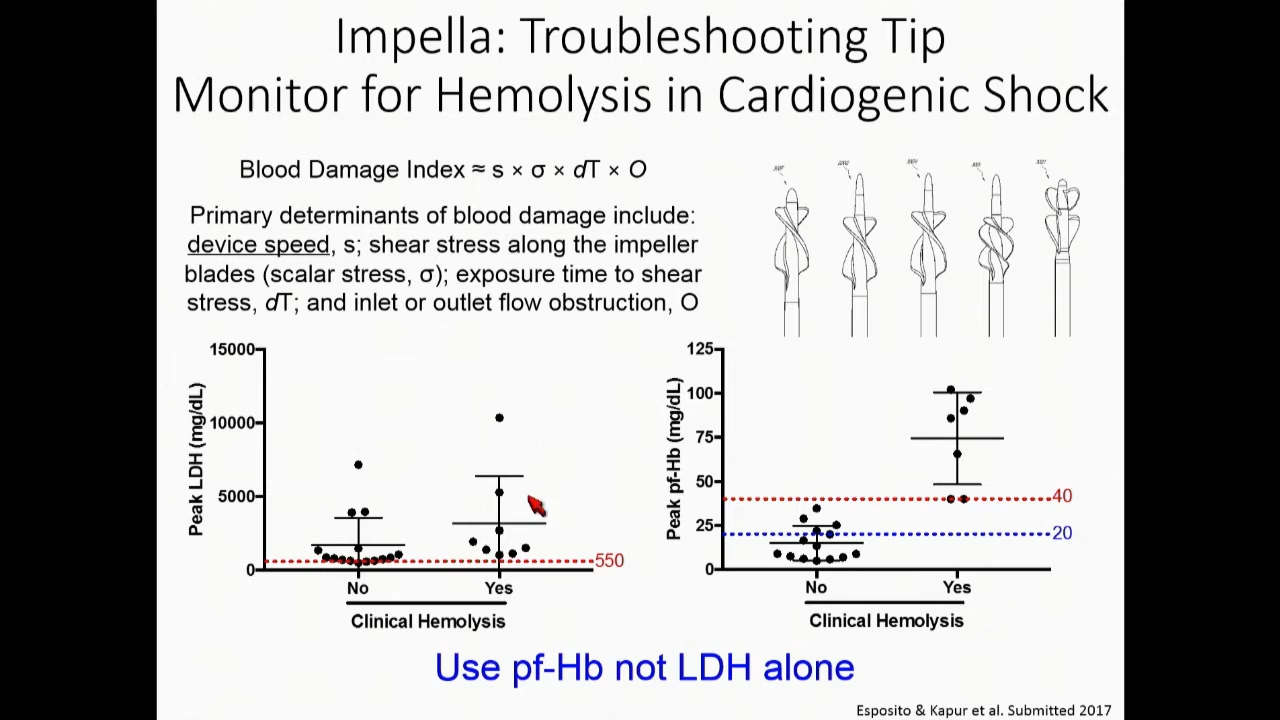 Impella: Troubleshooting Tip
Monitor for Hemolysis in Cardiogenic Shock
Blood Damage Index ≈ s × σ × dT × O
Primary determinants of blood damage include:
device speed, s; shear stress along the impeller
blades (scalar stress, σ); exposure time to shear
stress, dT; and inlet or outlet flow obstruction, O
Peak LDH (mg/dL)
15000
10000
5000
0
550
No
Yes
Clinical Hemolysis
Peak pf-Hb (mg/dL)
125
100
75
50
25
0
40
20
No
Yes
Clinical Hemolysis
Use pf-Hb not LDH alone
Esposito & Kapur et al. Submitted 2017